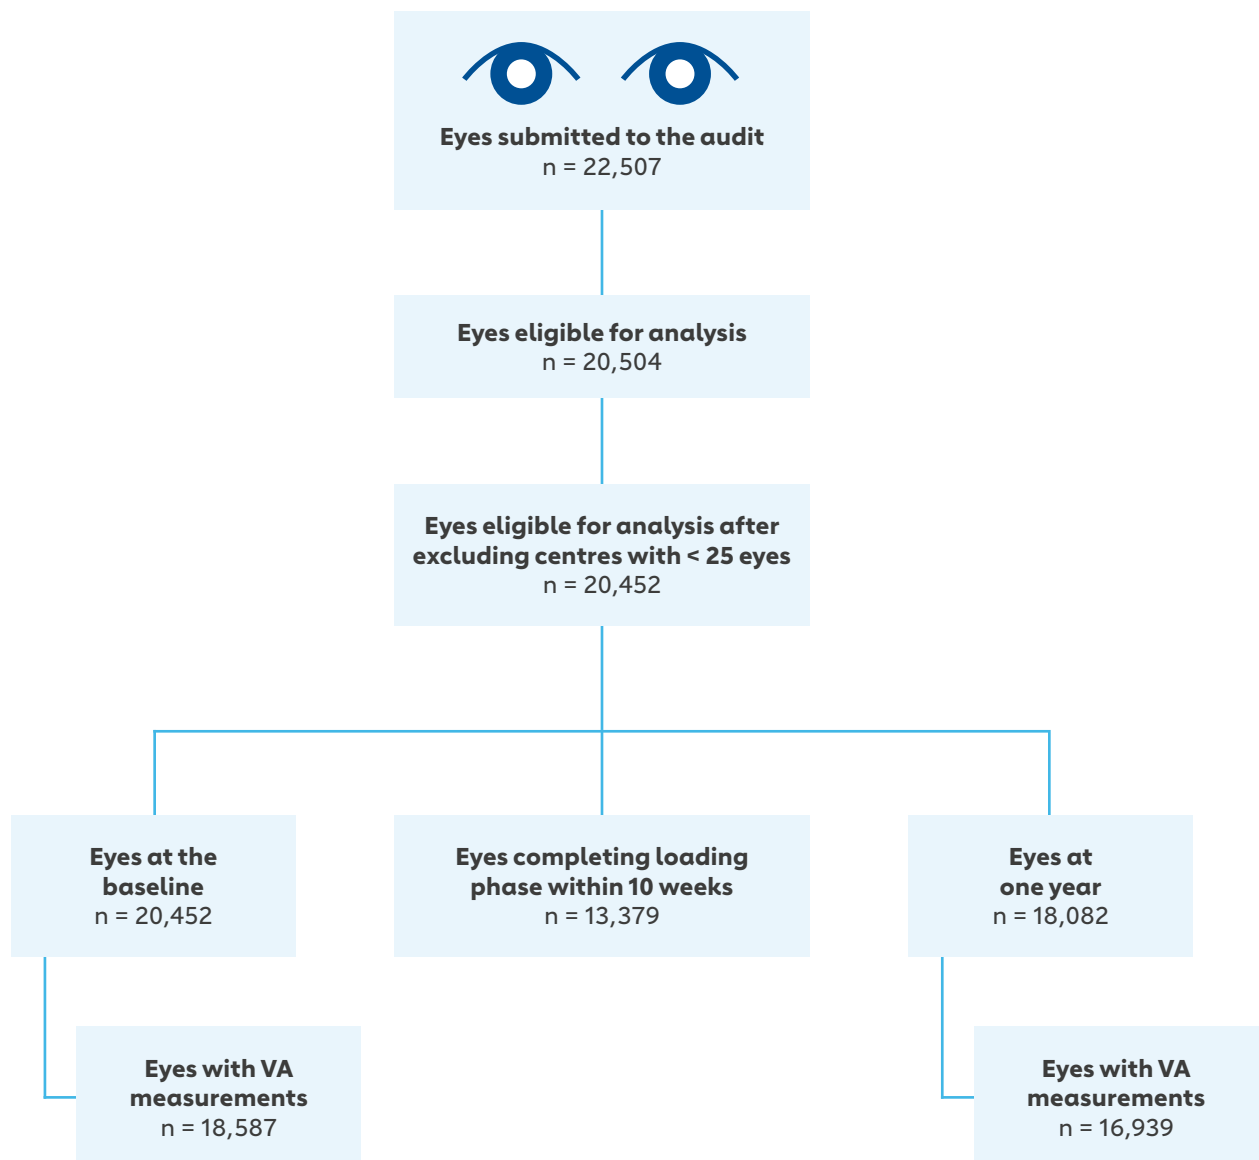 Eyes submitted to the audit
n = 22,507
Eyes eligible for analysis
n = 20,504
Eyes eligible for analysis after
excluding centres with < 25 eyes
n = 20,452
Eyes at the
baseline
n = 20,452
Eyes completing loading
phase within 10 weeks
n = 13,379
Eyes at
one year
n = 18,082
Eyes with VA
measurements
n = 18,587
Eyes with VA
measurements
n = 16,939